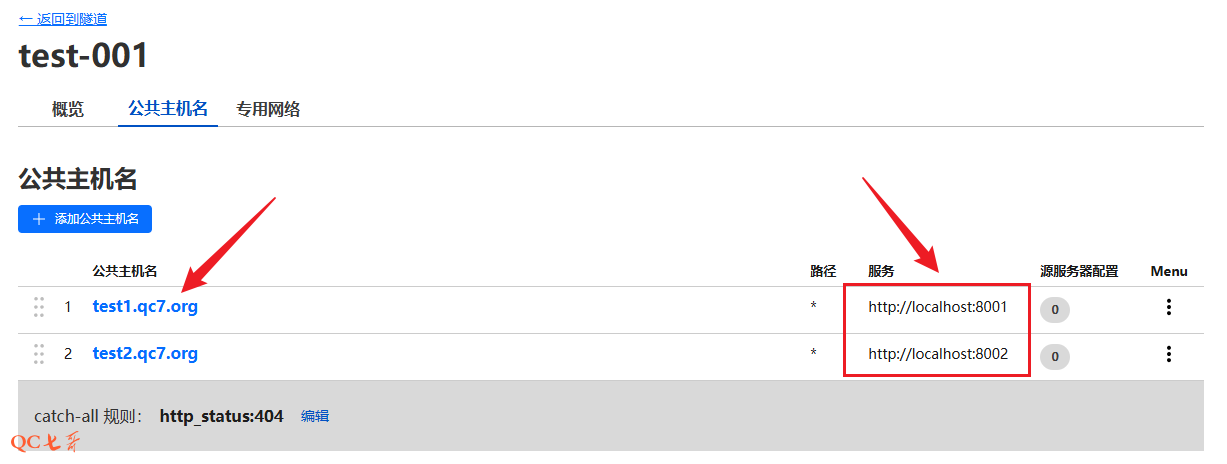 ← 返回到隧道
test-001
概览 公共主机名 专用网络
公共主机名
+ 添加公共主机名
公共主机名 路径 服务 源服务器配置 Menu
1 test1.qc7.org * http://localhost:8001 0
2 test2.qc7.org * http://localhost:8002 0
catch-all 规则： http_status:404 编辑
QC七哥